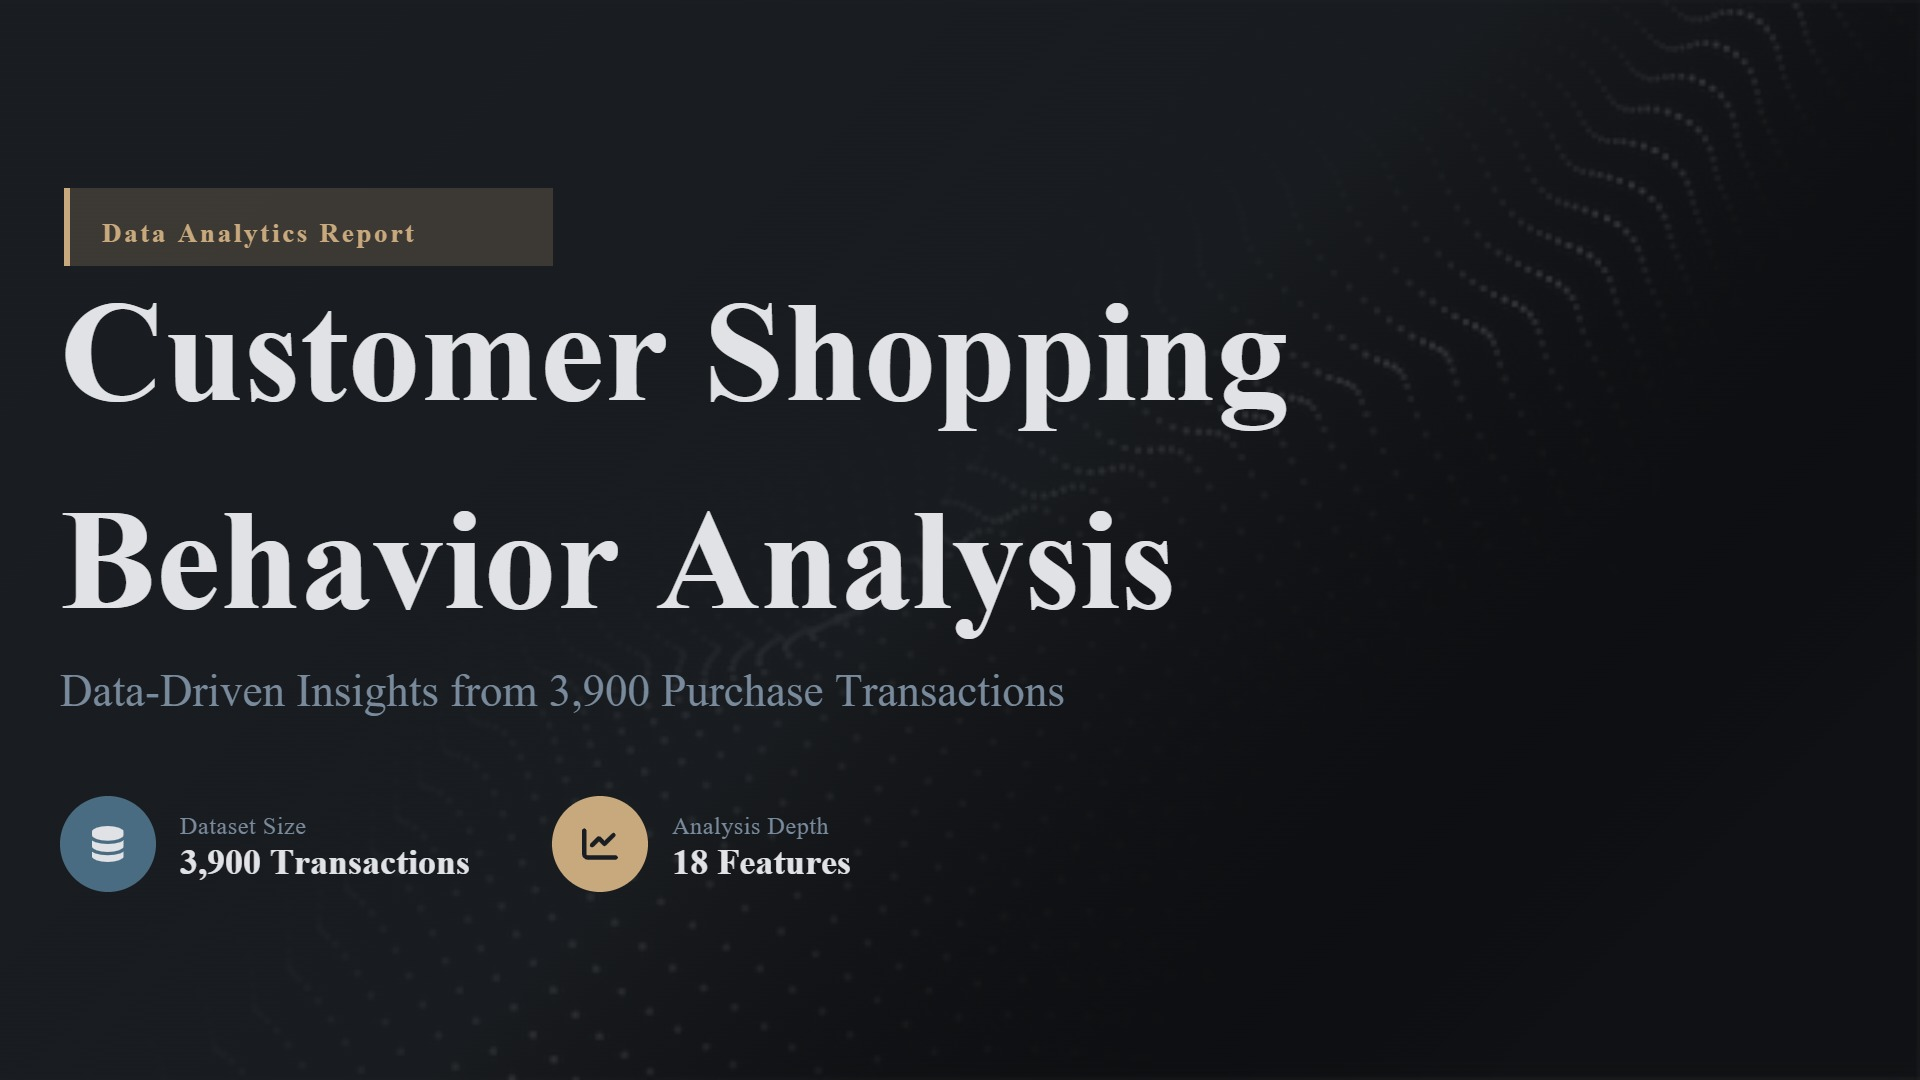 Data Analytics Report
Customer Shopping
Behavior Analysis
Data-Driven Insights from 3,900 Purchase Transactions
Dataset Size
3,900 Transactions
Analysis Depth
18 Features